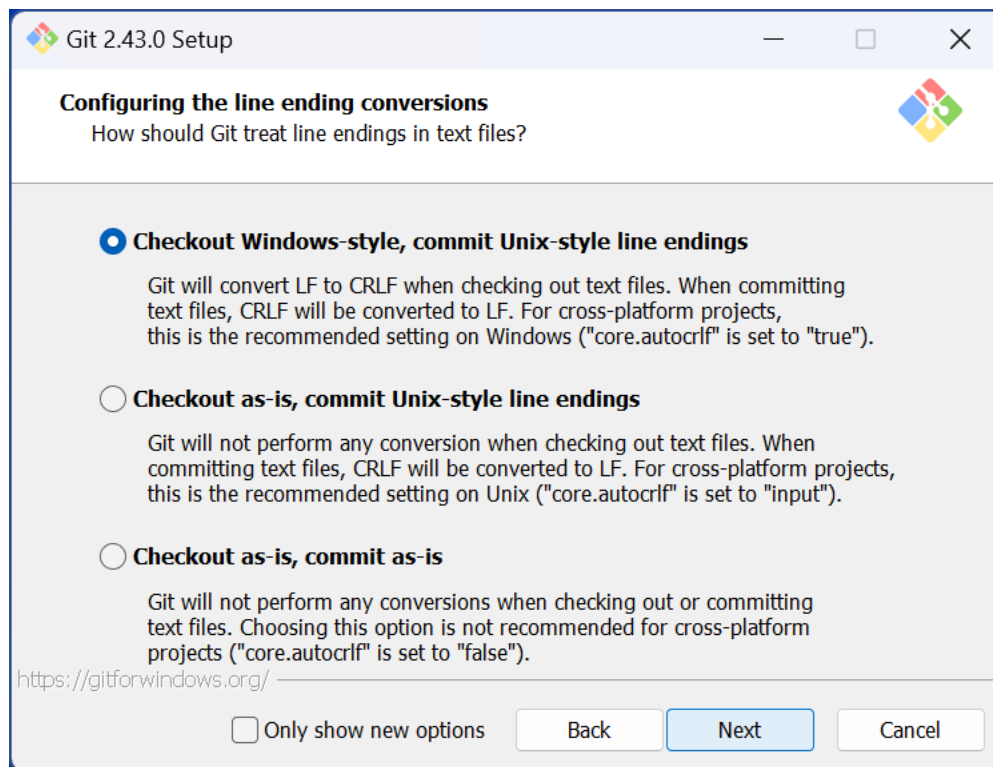 Git 2.43.0 Setup
Configuring the line ending conversions
How should Git treat line endings in text files?
Checkout Windows-style, commit Unix-style line endings
Git will convert LF to CRLF when checking out text files. When committing
text files, CRLF will be converted to LF. For cross-platform projects,
this is the recommended setting on Windows ("core.autocrlf" is set to "true").
Checkout as-is, commit Unix-style line endings
Git will not perform any conversion when checking out text files. When
committing text files, CRLF will be converted to LF. For cross-platform projects,
this is the recommended setting on Unix ("core.autocrlf" is set to "input").
Checkout as-is, commit as-is
Git will not perform any conversions when checking out or committing
text files. Choosing this option is not recommended for cross-platform
projects ("core.autocrlf" is set to "false").
https://gitforwindows.org/
Only show new options Back Next Cancel